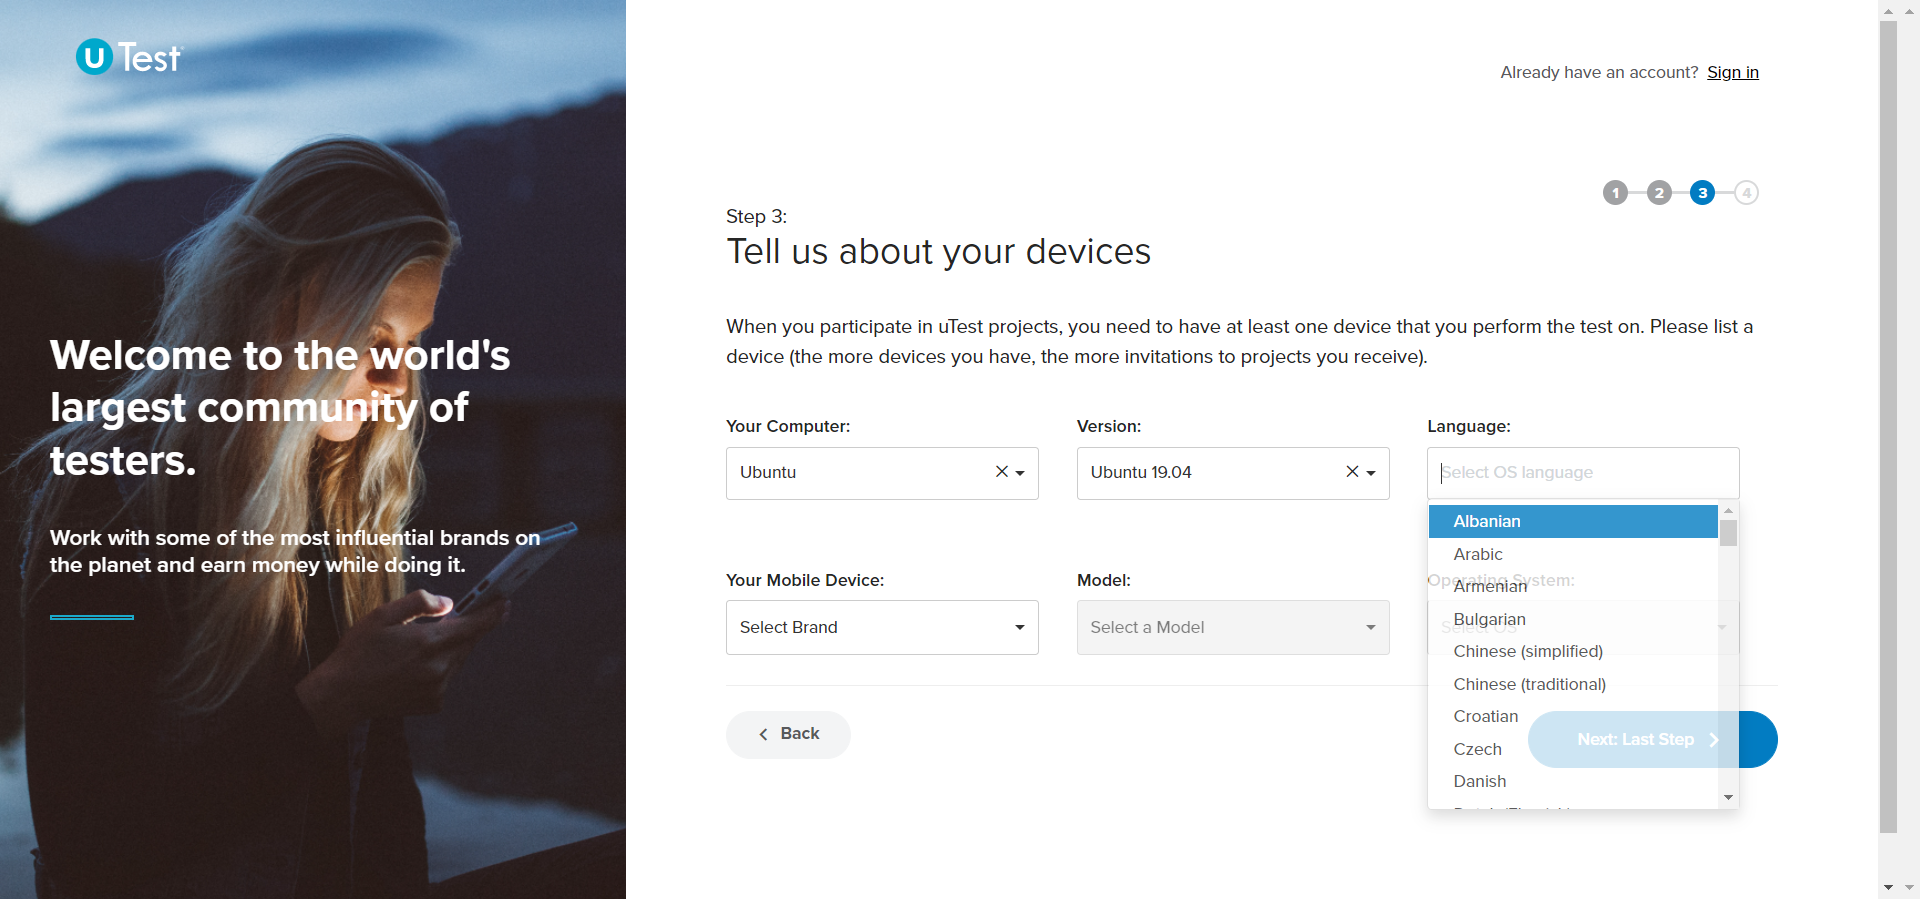 U Test
Already have an account? Sign in
1 2 3 4
Step 3:
Tell us about your devices
When you participate in uTest projects, you need to have at least one device that you perform the test on. Please list a
device (the more devices you have, the more invitations to projects you receive).
Welcome to the world's
largest community of
testers.
Work with some of the most influential brands on
the planet and earn money while doing it.
Your Computer:
Ubuntu
Version:
Ubuntu 19.04
Language:
Select OS language
Albanian
Arabic
Armenian
Bulgarian
Chinese (simplified)
Chinese (traditional)
Croatian
Czech
Danish
Your Mobile Device:
Select Brand
Model:
Select a Model
Operating System:
Select OS
Back
Next: Last Step